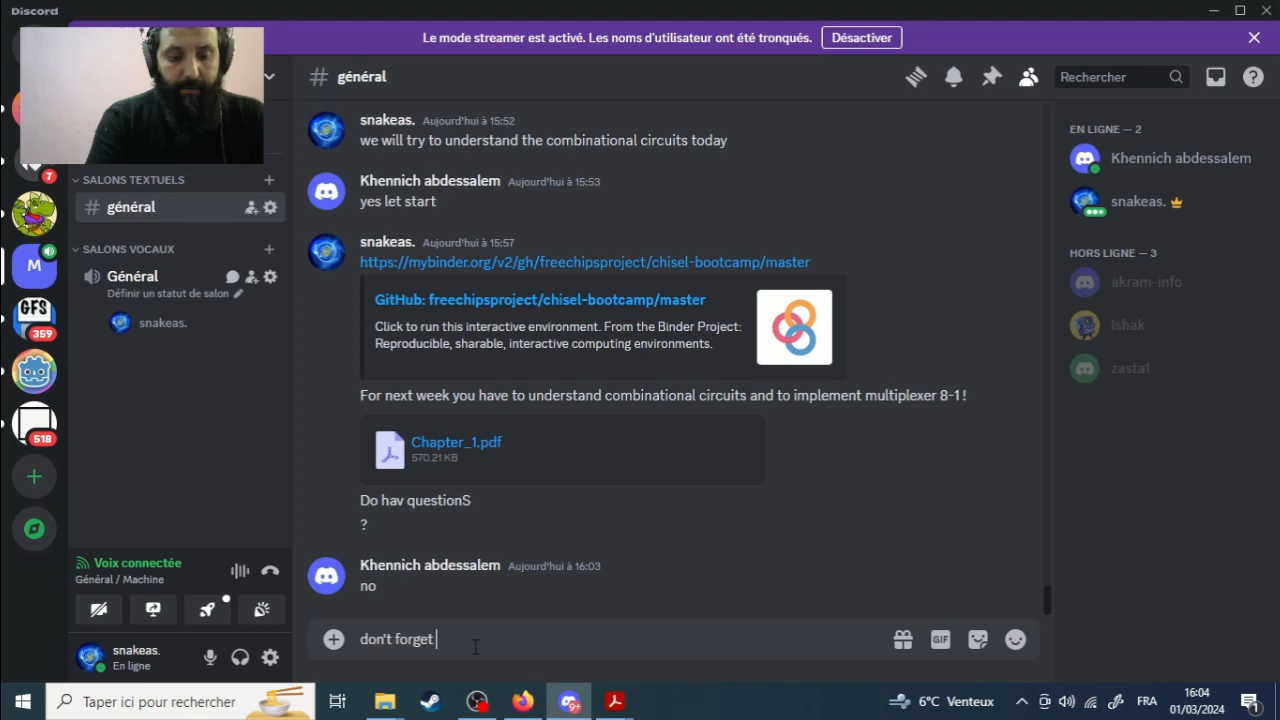 Discord
Le mode streamer est activé. Les noms d'utilisateur ont été tronqués.
Désactiver
général
Rechercher
SALONS TEXTUELS
général
SALONS VOCAUX
Général
Définir un statut de salon
snakeas.
7
M
GFS
359
518
snakeas. Aujourd'hui à 15:52
we will try to understand the combinational circuits today
Khennich abdessalem Aujourd'hui à 15:53
yes let start
snakeas. Aujourd'hui à 15:57
https://mybinder.org/v2/gh/freechipsproject/chisel-bootcamp/master
GitHub: freechipsproject/chisel-bootcamp/master
Click to run this interactive environment. From the Binder Project:
Reproducible, sharable, interactive computing environments.
For next week you have to understand combinational circuits and to implement multiplexer 8-1!
Chapter_1.pdf
570.21 KB
Do hav questionS
?
Khennich abdessalem Aujourd'hui à 16:03
no
don't forget
GIF
EN LIGNE — 2
Khennich abdessalem
snakeas.
HORS LIGNE — 3
akram-info
Ishak
zasta1
Voix connectée
Général / Machine
snakeas.
En ligne
Taper ici pour rechercher
9+
6°C Venteux
FRA
16:04
01/03/2024
1